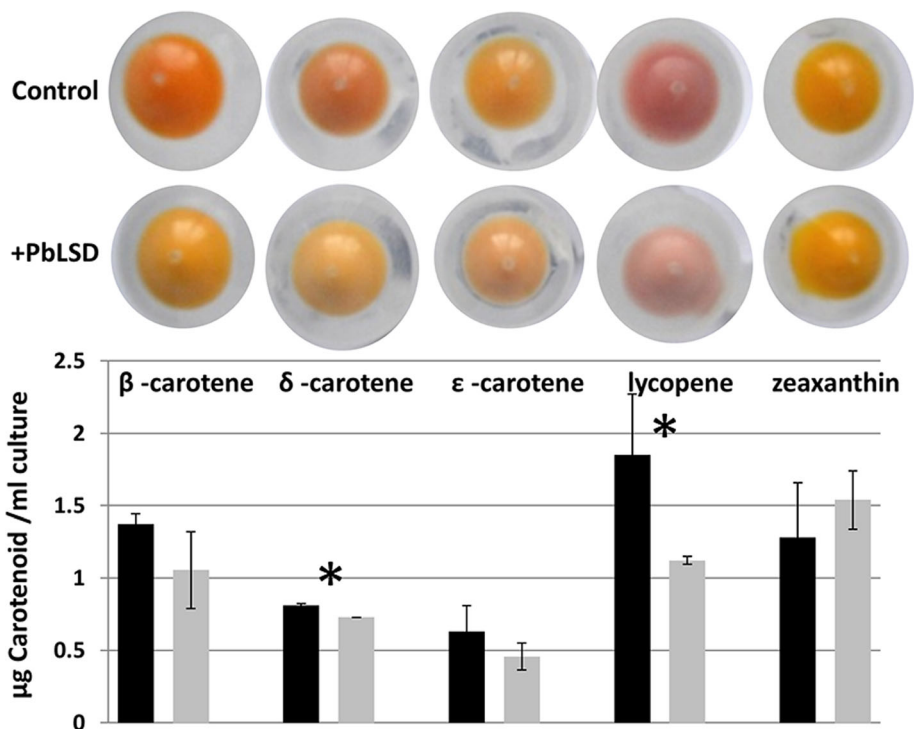 Control
+PbLSD
µg Carotenoid /ml culture
2.5
β -carotene δ -carotene ε -carotene lycopene zeaxanthin
2
*
1.5
1
*
0.5
0